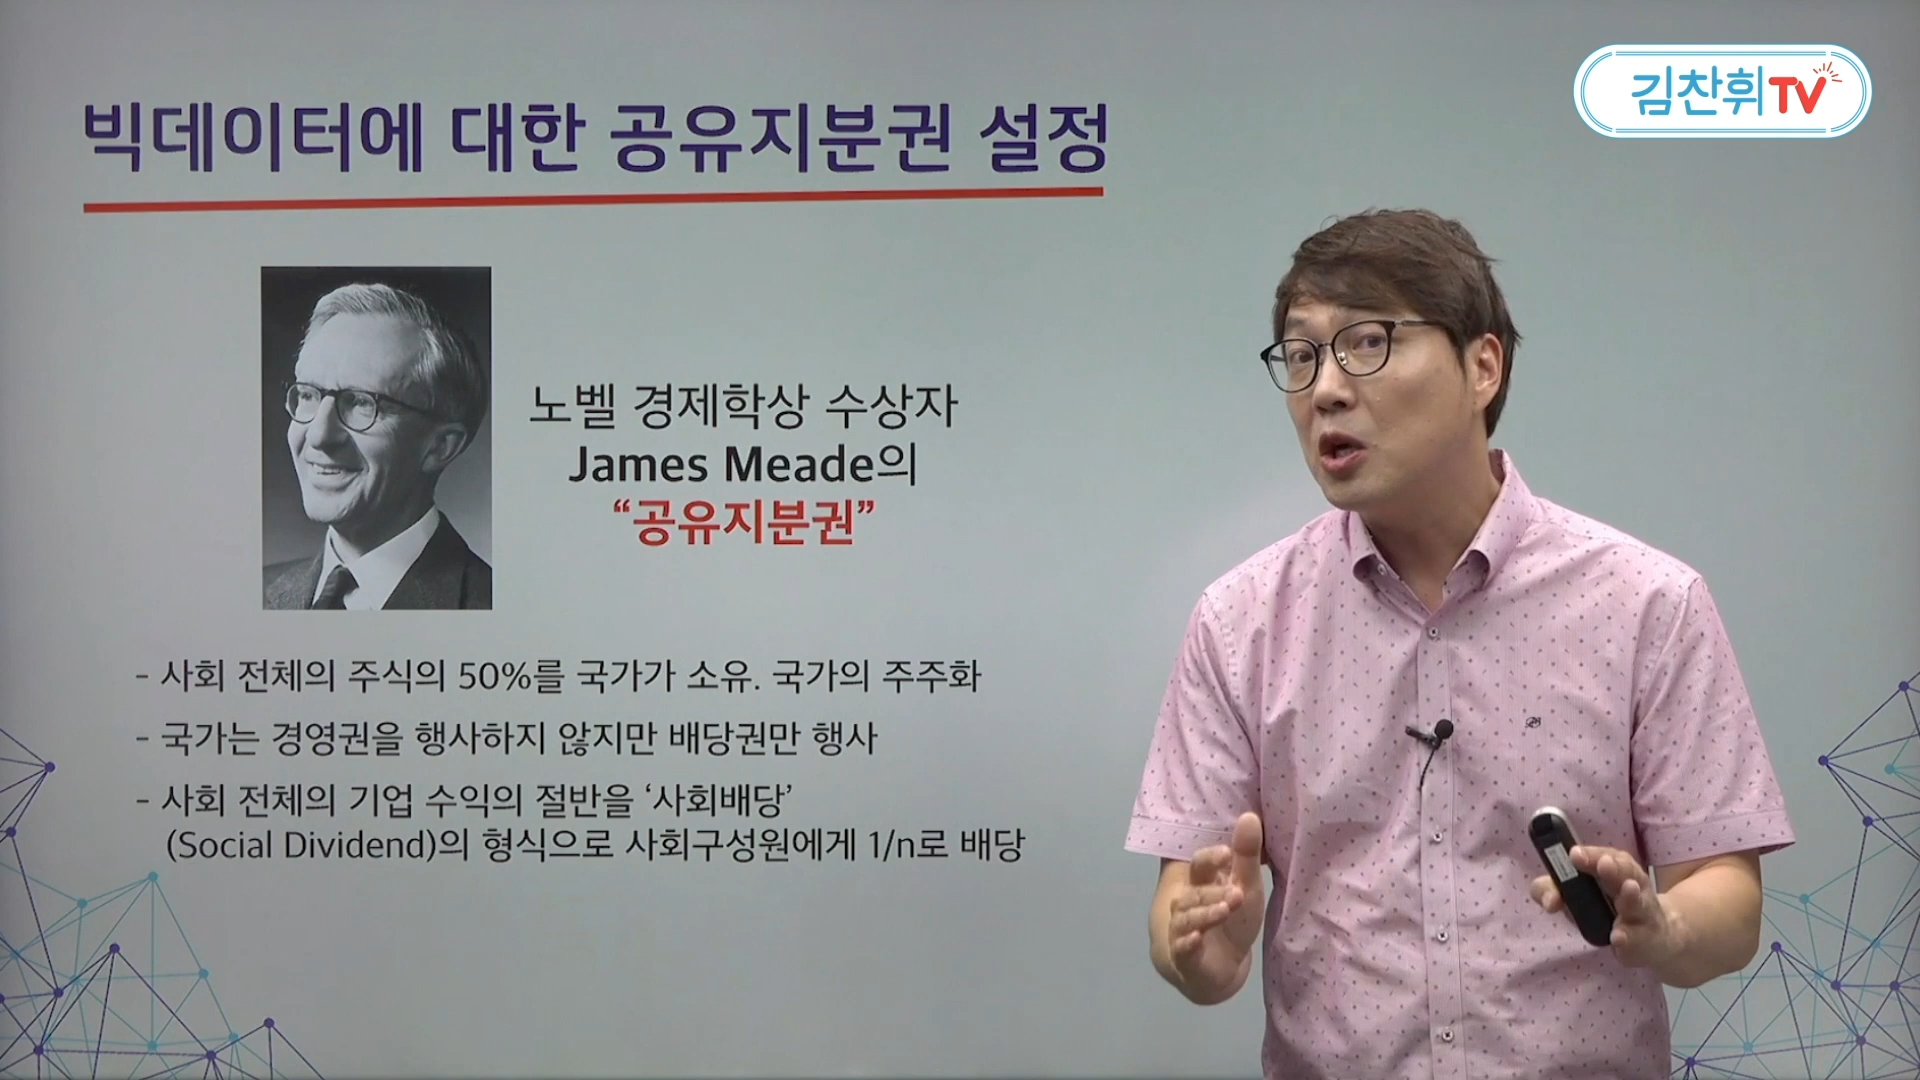 김찬휘TV
빅데이터에 대한 공유지분권 설정
노벨 경제학상 수상자
James Meade의
“공유지분권”
- 사회 전체의 주식의 50%를 국가가 소유. 국가의 주주화
- 국가는 경영권을 행사하지 않지만 배당권만 행사
- 사회 전체의 기업 수익의 절반을 ‘사회배당’
(Social Dividend)의 형식으로 사회구성원에게 1/n로 배당